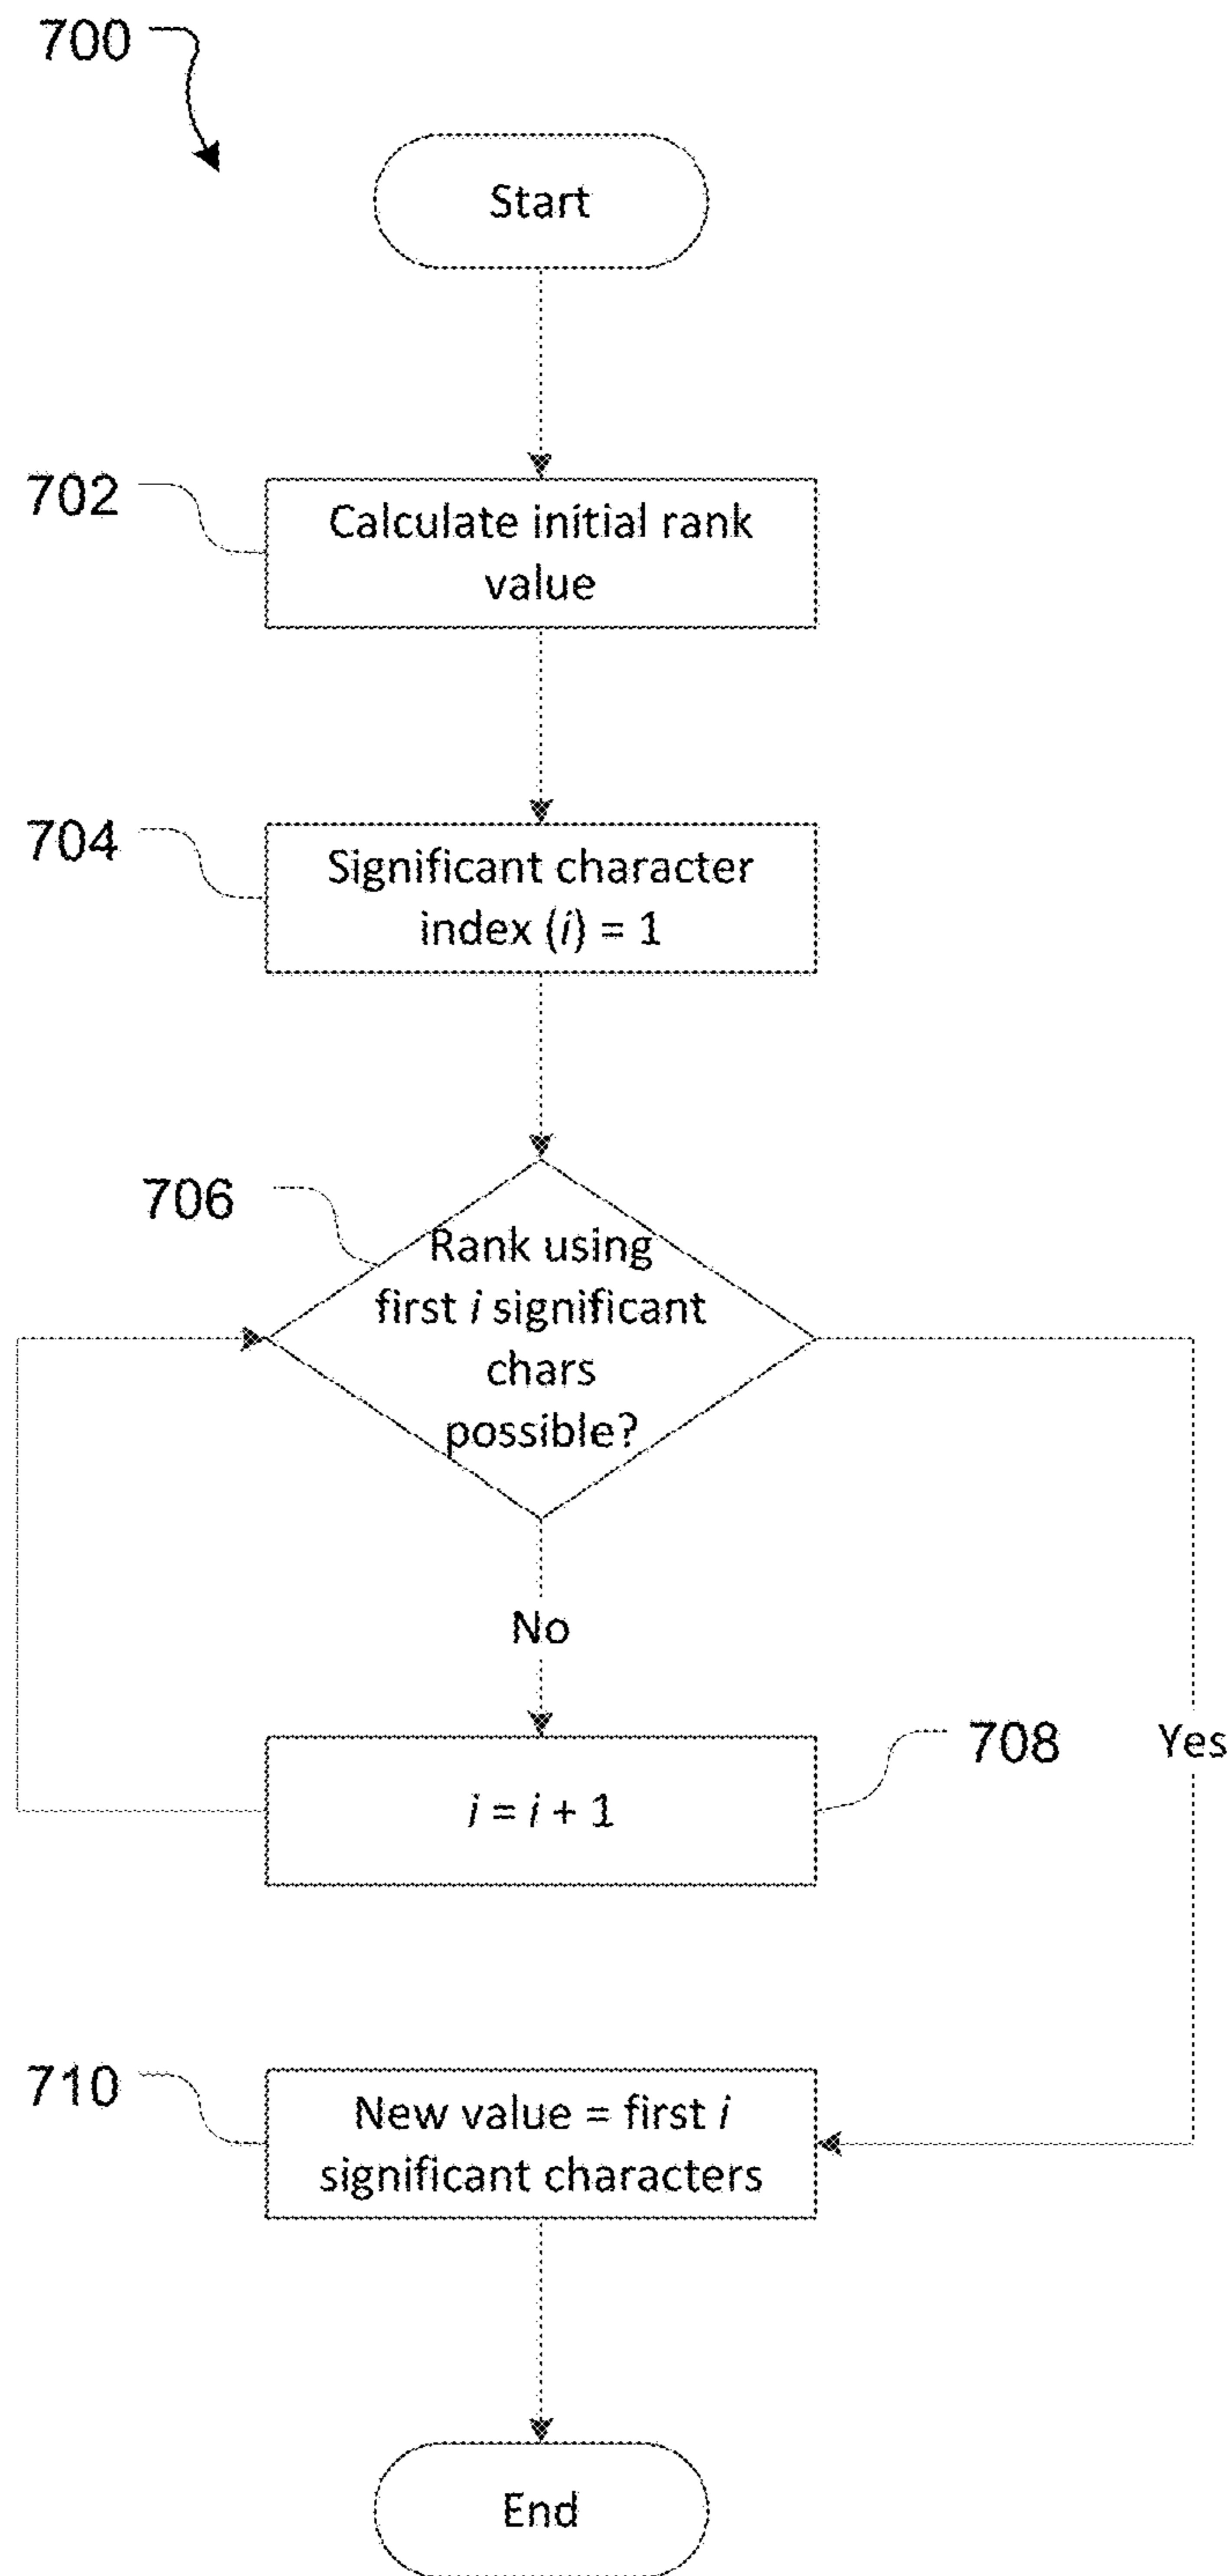 700
Start
702
Calculate initial rank
value
704
Significant character
index (i) = 1
706
Rank using
first i significant
chars
possible?
No
708
Yes
i = i + 1
710
New value = first i
significant characters
End